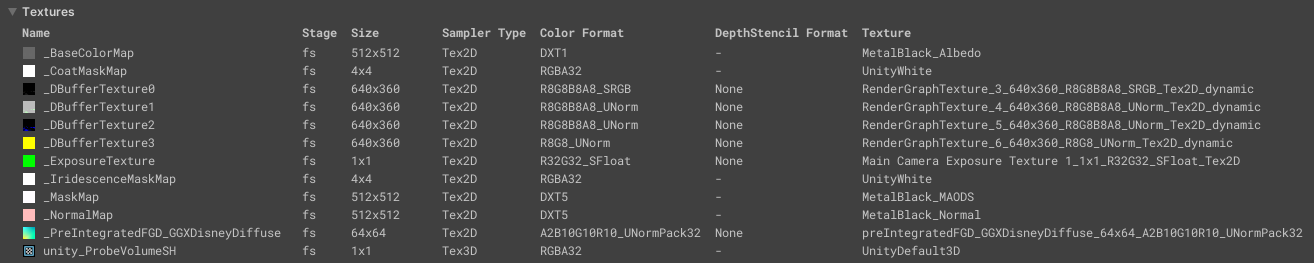 Textures
Name Stage Size Sampler Type Color Format DepthStencil Format Texture
_BaseColorMap fs 512x512 Tex2D DXT1 - MetalBlack_Albedo
_CoatMaskMap fs 4x4 Tex2D RGBA32 - UnityWhite
_DBufferTexture0 fs 640x360 Tex2D R8G8B8A8_SRGB None RenderGraphTexture_3_640x360_R8G8B8A8_SRGB_Tex2D_dynamic
_DBufferTexture1 fs 640x360 Tex2D R8G8B8A8_UNorm None RenderGraphTexture_4_640x360_R8G8B8A8_UNorm_Tex2D_dynamic
_DBufferTexture2 fs 640x360 Tex2D R8G8B8A8_UNorm None RenderGraphTexture_5_640x360_R8G8B8A8_UNorm_Tex2D_dynamic
_DBufferTexture3 fs 640x360 Tex2D R8G8_UNorm None RenderGraphTexture_6_640x360_R8G8_UNorm_Tex2D_dynamic
_ExposureTexture fs 1x1 Tex2D R32G32_SFloat None Main Camera Exposure Texture 1_1x1_R32G32_SFloat_Tex2D
_IridescenceMaskMap fs 4x4 Tex2D RGBA32 - UnityWhite
_MaskMap fs 512x512 Tex2D DXT5 - MetalBlack_MAODS
_NormalMap fs 512x512 Tex2D DXT5 - MetalBlack_Normal
_PreIntegratedFGD_GGXDisneyDiffuse fs 64x64 Tex2D A2B10G10R10_UNormPack32 None preIntegratedFGD_GGXDisneyDiffuse_64x64_A2B10G10R10_UNormPack32
unity_ProbeVolumeSH fs 1x1 Tex3D RGBA32 - UnityDefault3D